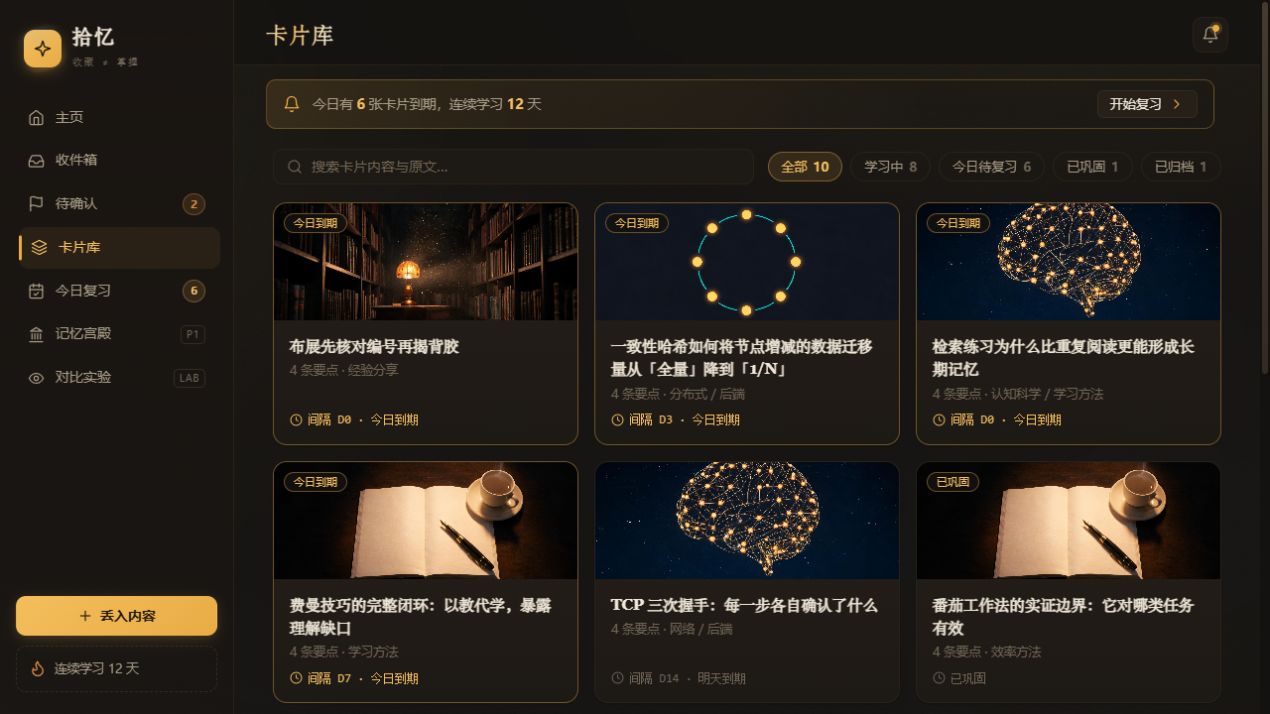 拾忆
收藏 ≠ 掌握
主页
收件箱
待确认 2
卡片库
今日复习 6
记忆宫殿 P1
对比实验 LAB
丢入内容
连续学习 12 天
卡片库
今日有 6 张卡片到期，连续学习 12 天
开始复习
搜索卡片内容与原文...
全部 10
学习中 8
今日待复习 6
已巩固 1
已归档 1
今日到期
布展先核对编号再揭背胶
4 条要点 · 经验分享
间隔 D0 · 今日到期
今日到期
一致性哈希如何将节点增减的数据迁移
量从「全量」降到「1/N」
4 条要点 · 分布式 / 后端
间隔 D3 · 今日到期
今日到期
检索练习为什么比重复阅读更能形成长
期记忆
4 条要点 · 认知科学 / 学习方法
间隔 D0 · 今日到期
今日到期
费曼技巧的完整闭环：以教代学，暴露
理解缺口
4 条要点 · 学习方法
间隔 D7 · 今日到期
TCP 三次握手：每一步各自确认了什么
4 条要点 · 网络 / 后端
间隔 D14 · 明天到期
已巩固
番茄工作法的实证边界：它对哪类任务
有效
4 条要点 · 效率方法
已巩固